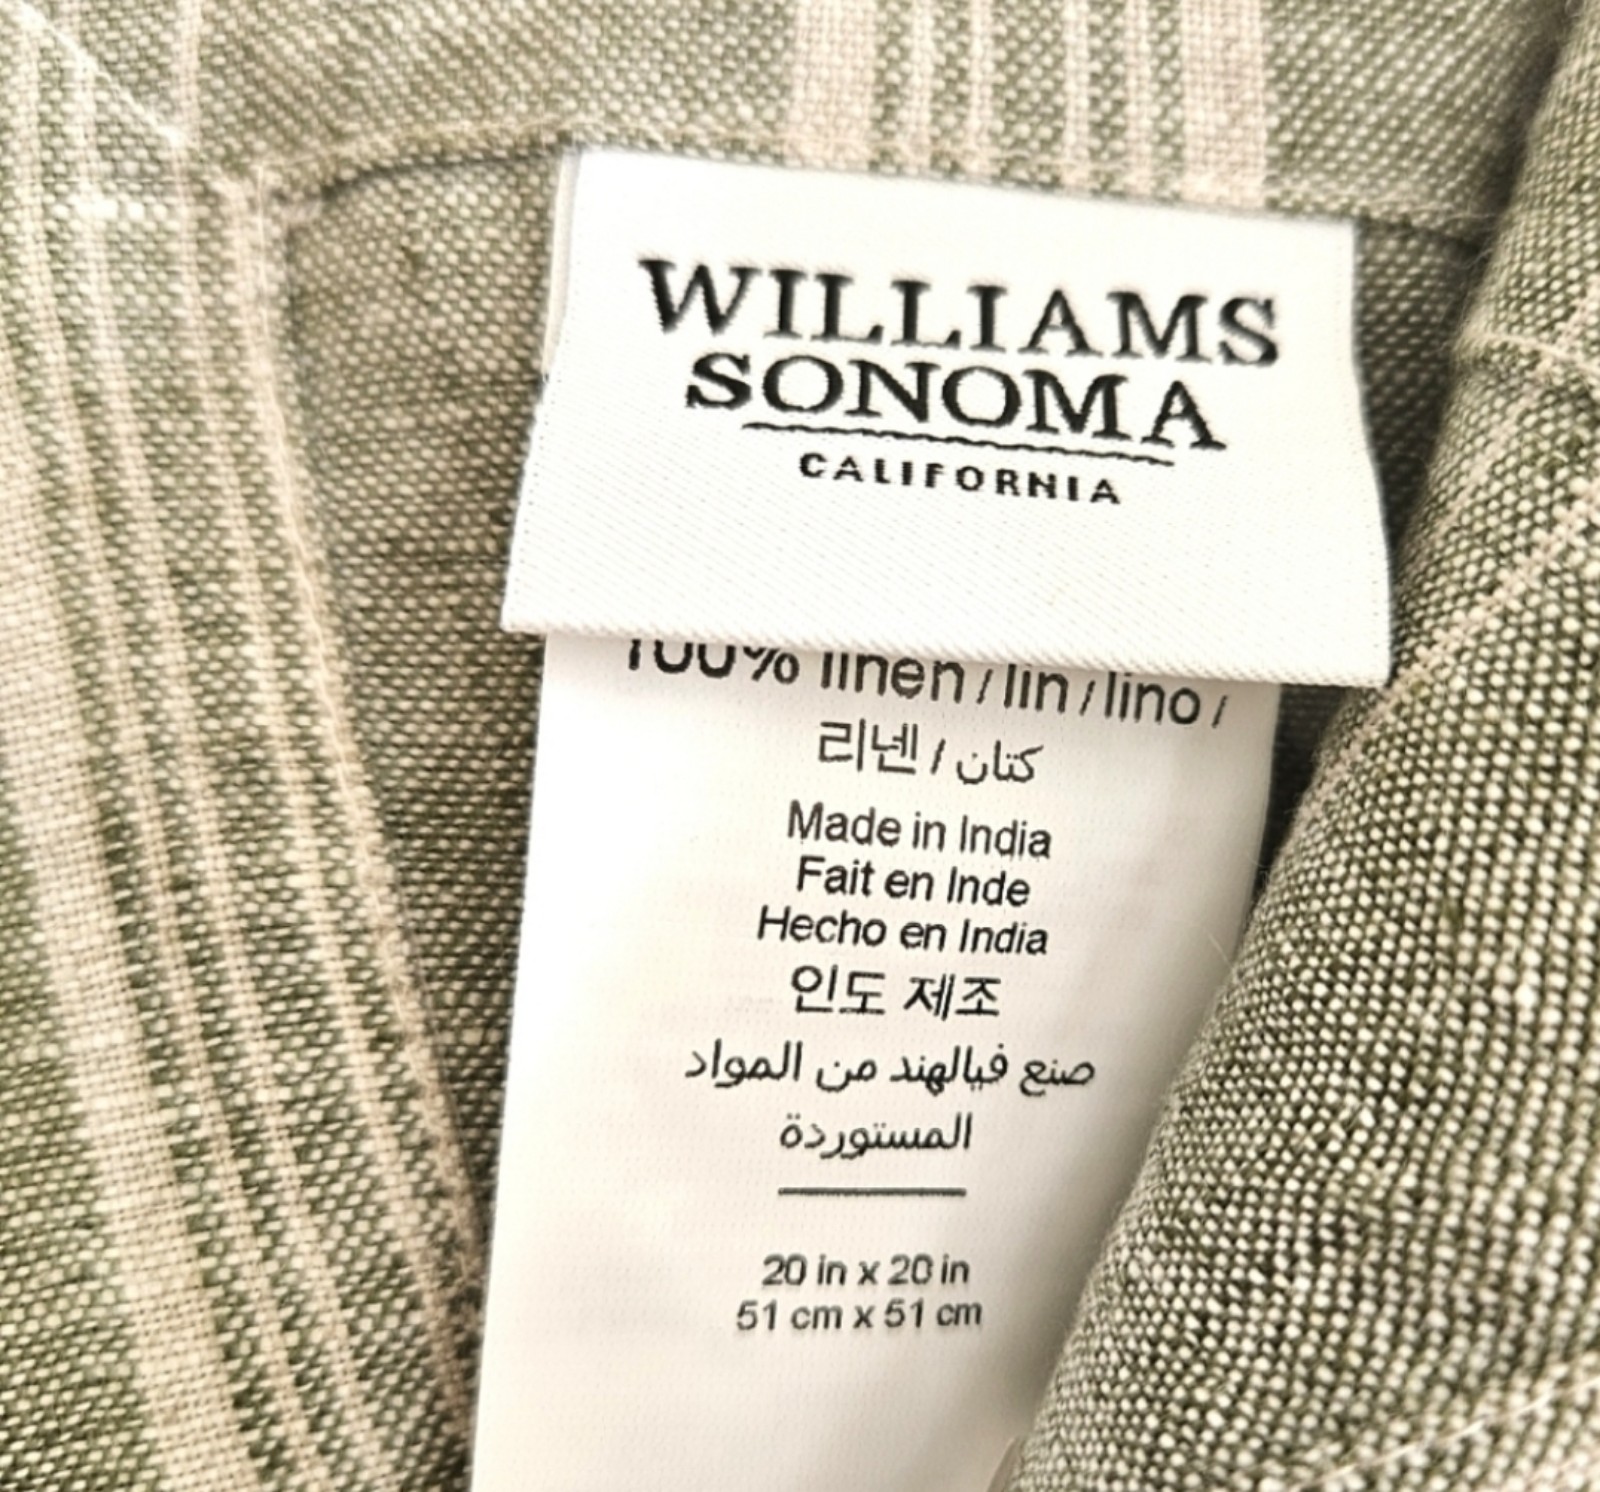 WILLIAMS
SONOMA
CALIFORNIA
100% linen / lin / lino /
리넨 / كتان
Made in India
Fait en Inde
Hecho en India
인도 제조
صنع فيالهند من المواد
المستوردة
20 in x 20 in
51 cm x 51 cm